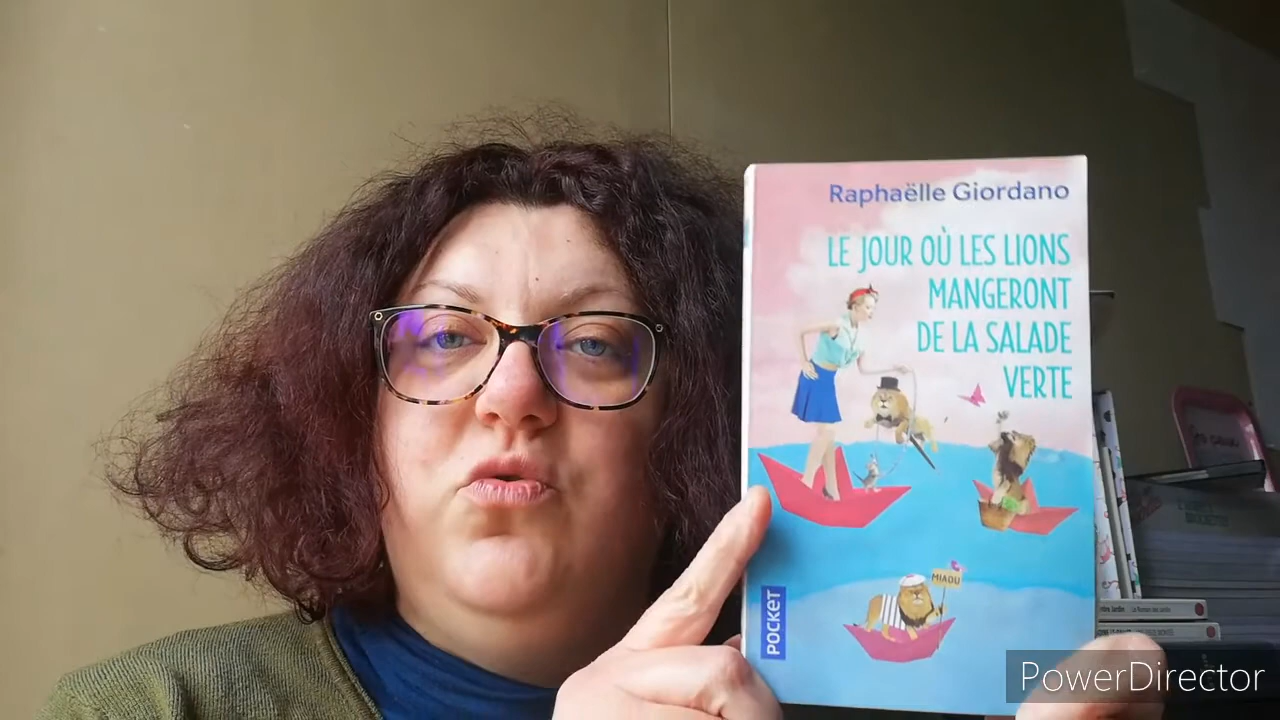 Raphaëlle Giordano
LE JOUR OÙ LES LIONS
MANGERONT
DE LA SALADE
VERTE
MIAOU
POCKET
PowerDirector